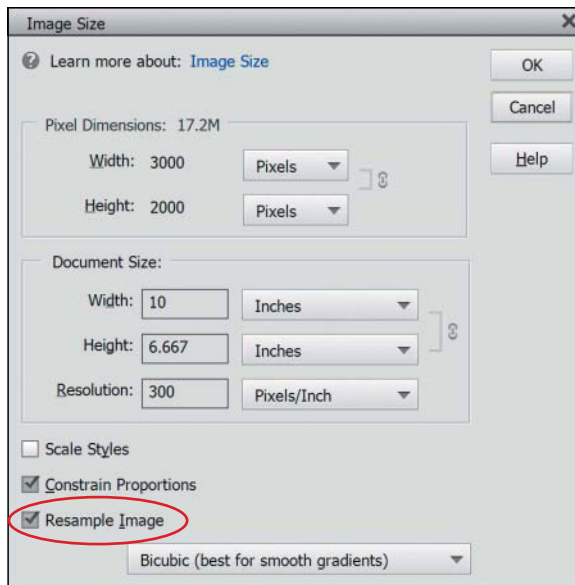 Image Size
Learn more about: Image Size
OK
Cancel
Help
Pixel Dimensions: 17.2M
Width: 3000 Pixels
Height: 2000 Pixels
Document Size:
Width: 10 Inches
Height: 6.667 Inches
Resolution: 300 Pixels/Inch
Scale Styles
Constrain Proportions
Resample Image
Bicubic (best for smooth gradients)